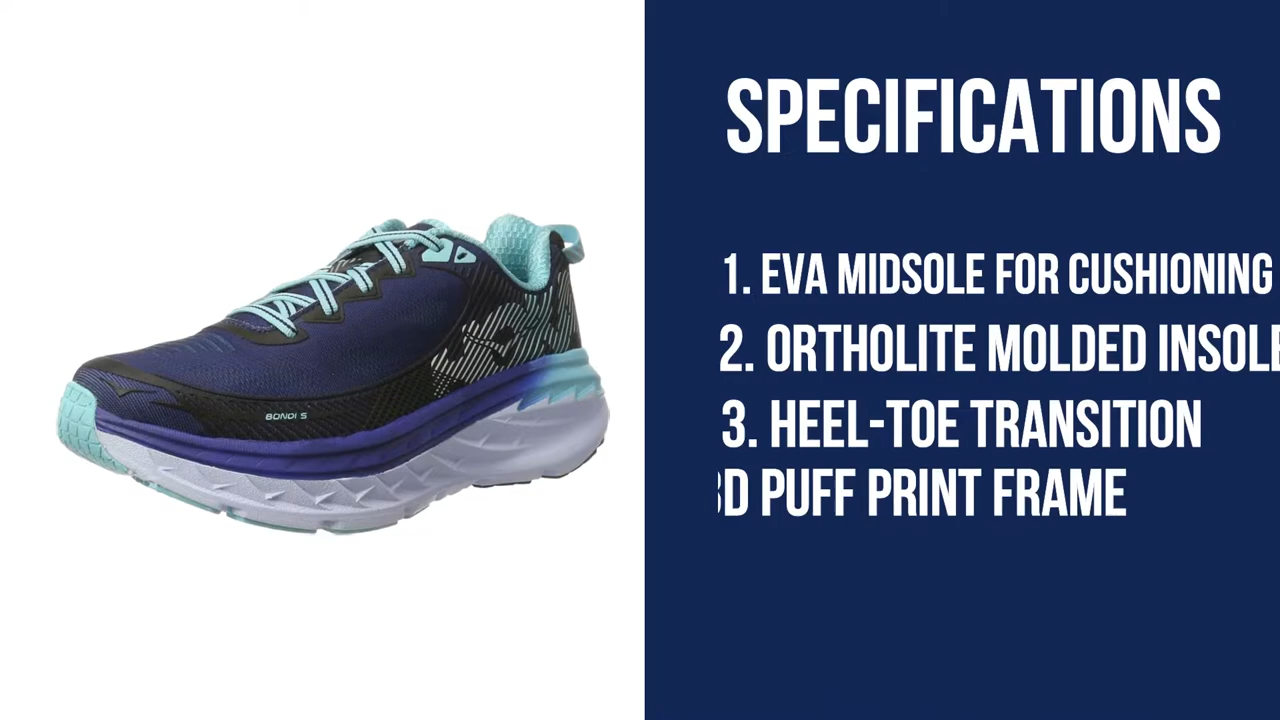 SPECIFICATIONS
1. EVA MIDSOLE FOR CUSHIONING
2. ORTHOLITE MOLDED INSOLE
3. HEEL-TOE TRANSITION
3D PUFF PRINT FRAME
BONDI 5